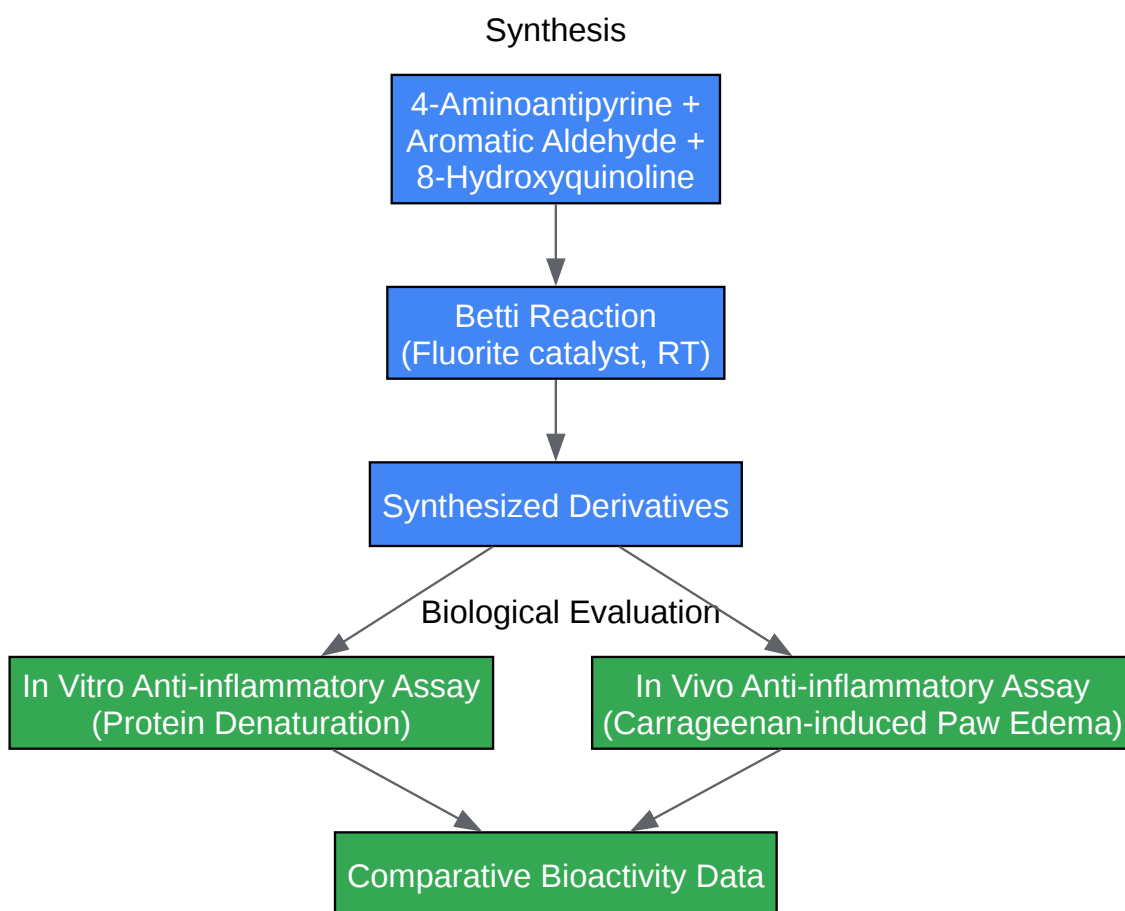 Synthesis
4-Aminoantipyrine +
Aromatic Aldehyde +
8-Hydroxyquinoline
Betti Reaction
(Fluorite catalyst, RT)
Synthesized Derivatives
Biological Evaluation
In Vitro Anti-inflammatory Assay
(Protein Denaturation)
In Vivo Anti-inflammatory Assay
(Carrageenan-induced Paw Edema)
Comparative Bioactivity Data